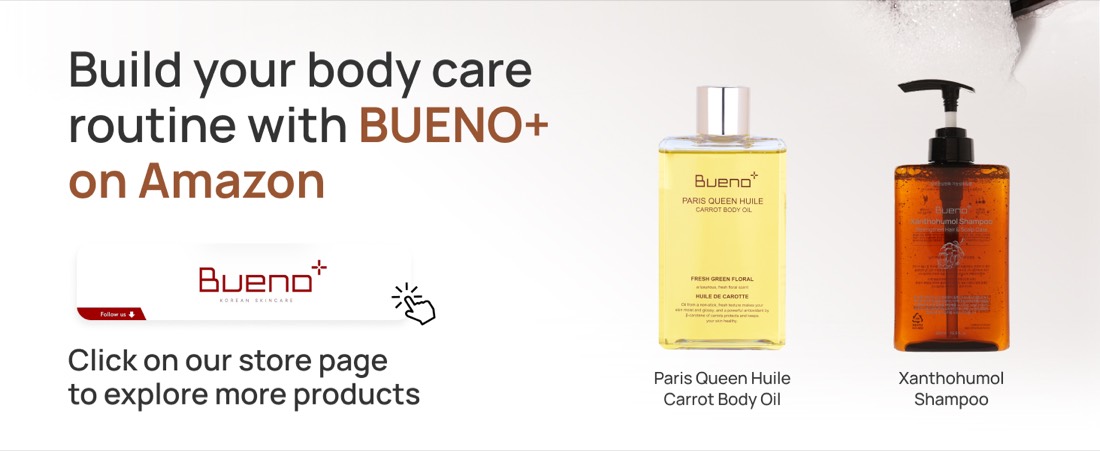 Build your body care
routine with BUENO+
on Amazon
Bueno+
KOREAN SKINCARE
Follow us
Click on our store page
to explore more products
Bueno+
PARIS QUEEN HUILE
CARROT BODY OIL
FRESH GREEN FLORAL
HUILE DE CAROTTE
Paris Queen Huile
Carrot Body Oil
Bueno
Xanthohumol Shampoo
Xanthohumol
Shampoo